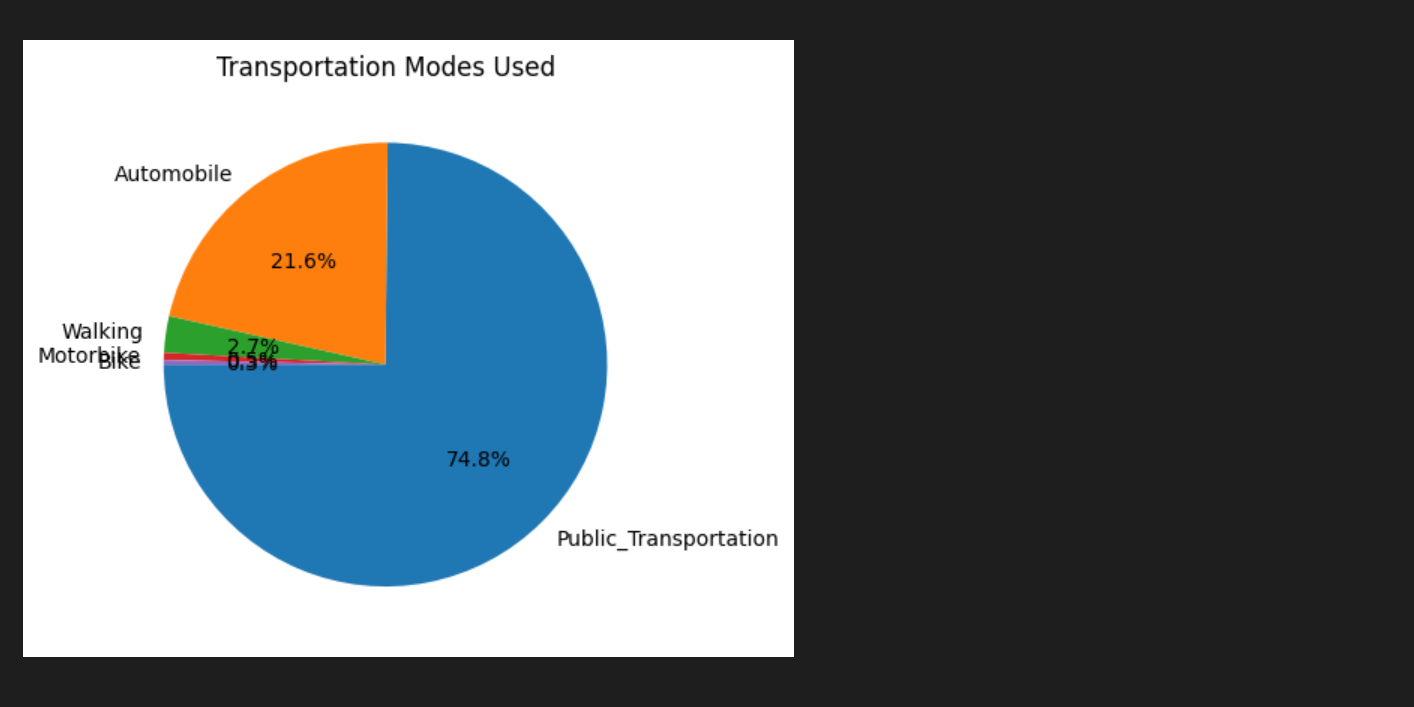 Transportation Modes Used
Automobile
21.6%
Walking
2.7%
Motorbike
Bike
74.8%
Public_Transportation